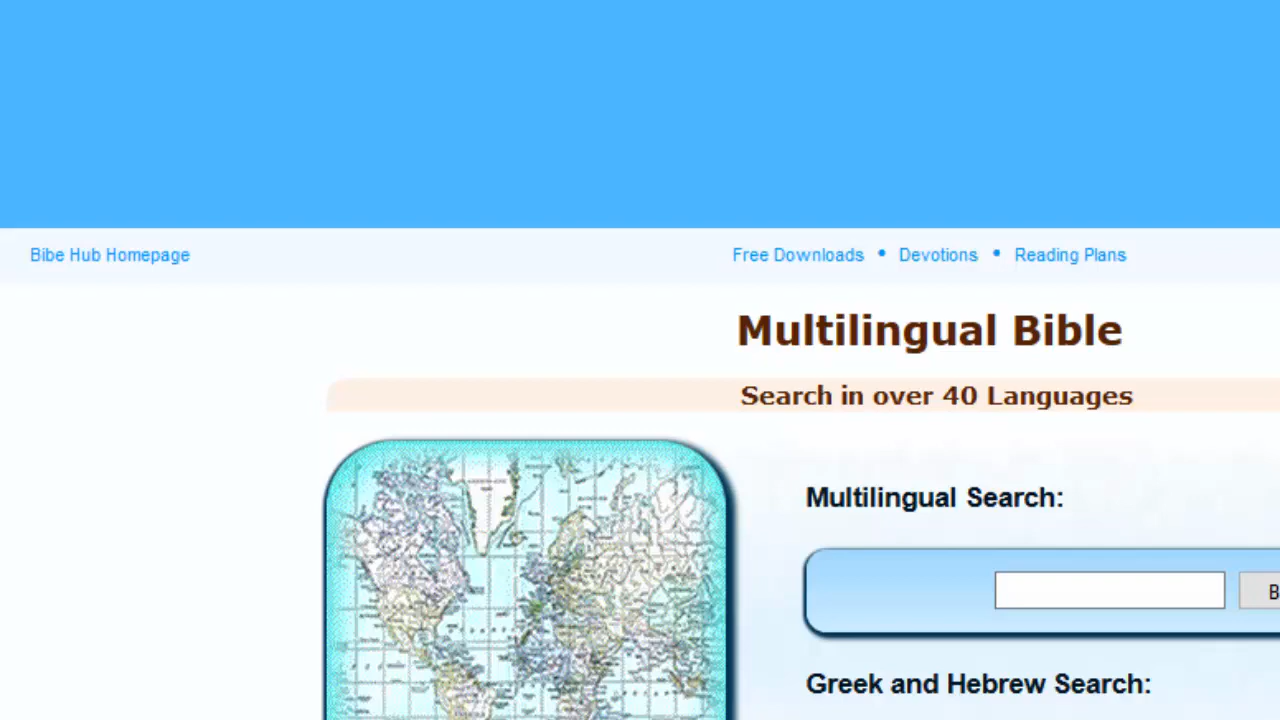 Bibe Hub Homepage
Free Downloads • Devotions • Reading Plans
Multilingual Bible
Search in over 40 Languages
Multilingual Search:
B
Greek and Hebrew Search: